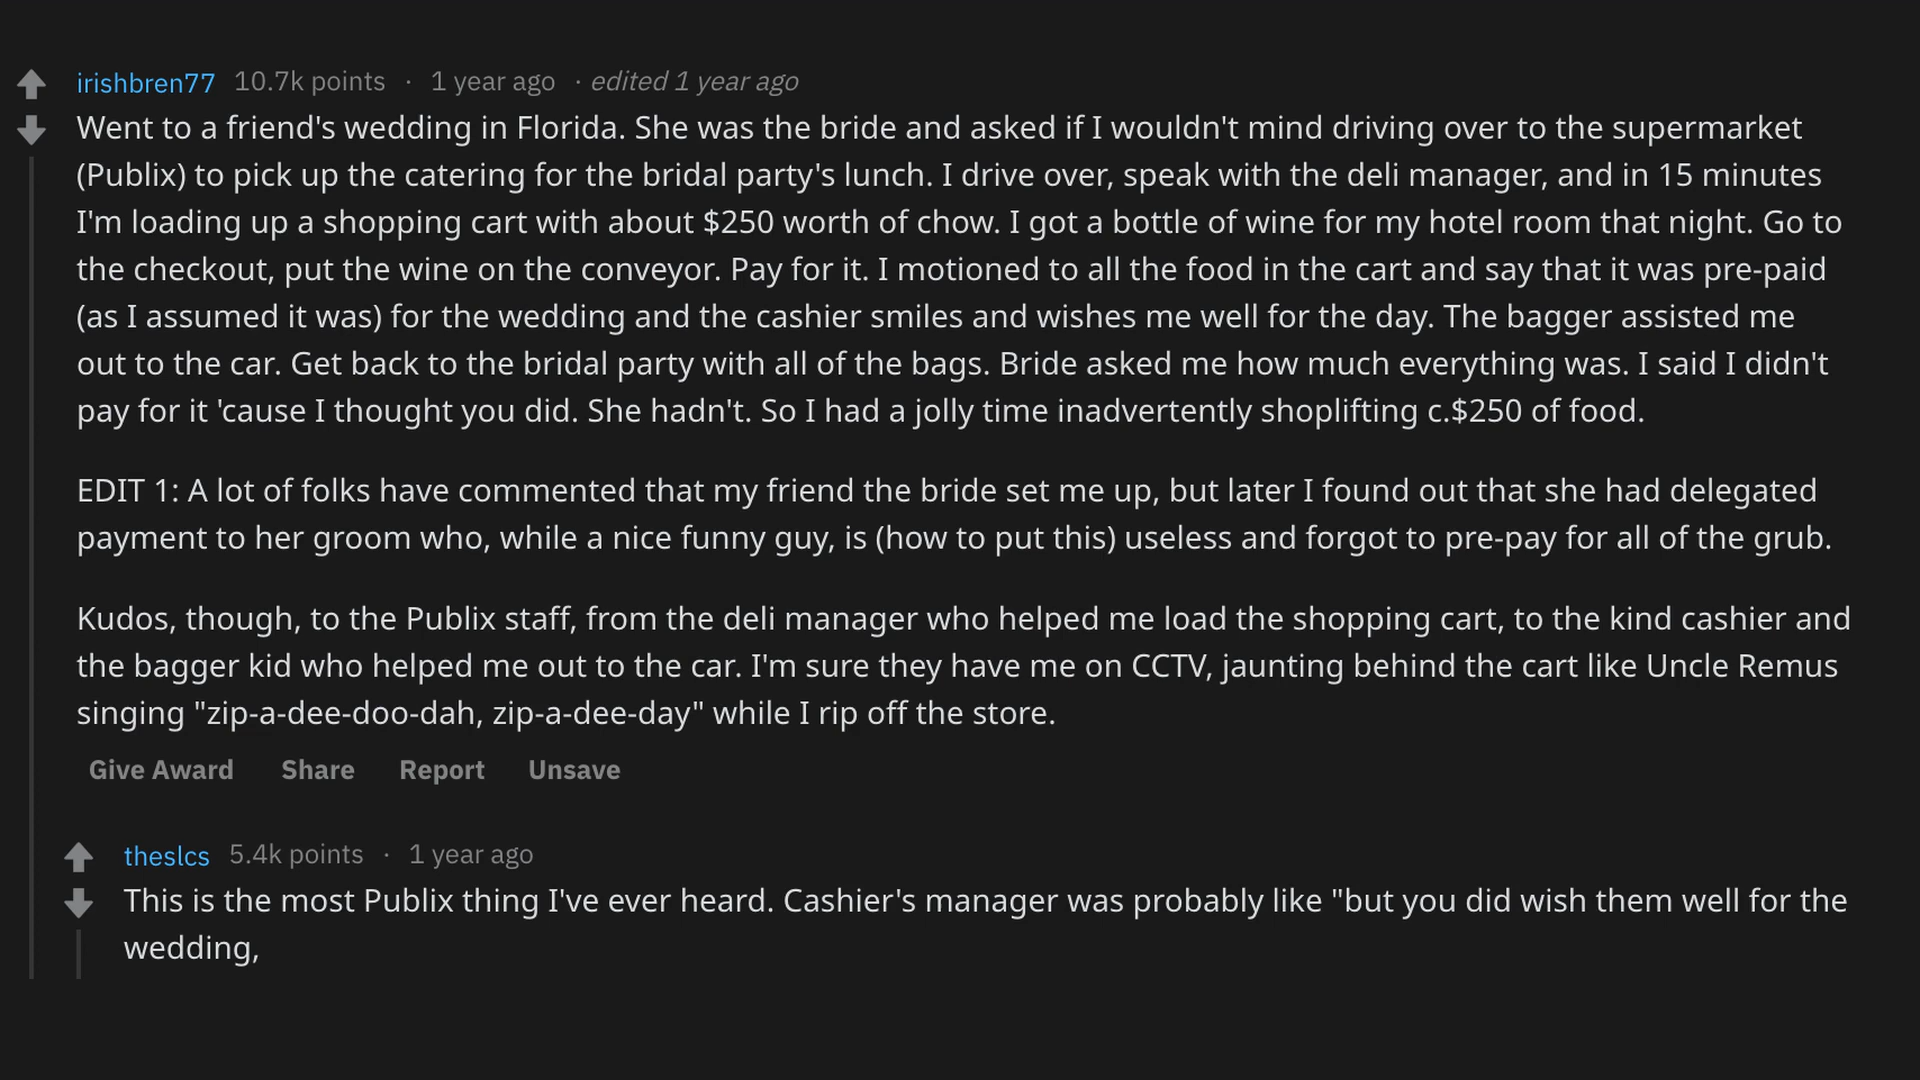 irishbren77 10.7k points · 1 year ago · edited 1 year ago
Went to a friend's wedding in Florida. She was the bride and asked if I wouldn't mind driving over to the supermarket
(Publix) to pick up the catering for the bridal party's lunch. I drive over, speak with the deli manager, and in 15 minutes
I'm loading up a shopping cart with about $250 worth of chow. I got a bottle of wine for my hotel room that night. Go to
the checkout, put the wine on the conveyor. Pay for it. I motioned to all the food in the cart and say that it was pre-paid
(as I assumed it was) for the wedding and the cashier smiles and wishes me well for the day. The bagger assisted me
out to the car. Get back to the bridal party with all of the bags. Bride asked me how much everything was. I said I didn't
pay for it 'cause I thought you did. She hadn't. So I had a jolly time inadvertently shoplifting c.$250 of food.
EDIT 1: A lot of folks have commented that my friend the bride set me up, but later I found out that she had delegated
payment to her groom who, while a nice funny guy, is (how to put this) useless and forgot to pre-pay for all of the grub.
Kudos, though, to the Publix staff, from the deli manager who helped me load the shopping cart, to the kind cashier and
the bagger kid who helped me out to the car. I'm sure they have me on CCTV, jaunting behind the cart like Uncle Remus
singing "zip-a-dee-doo-dah, zip-a-dee-day" while I rip off the store.
Give Award Share Report Unsave
theslcs 5.4k points · 1 year ago
This is the most Publix thing I've ever heard. Cashier's manager was probably like "but you did wish them well for the
wedding,